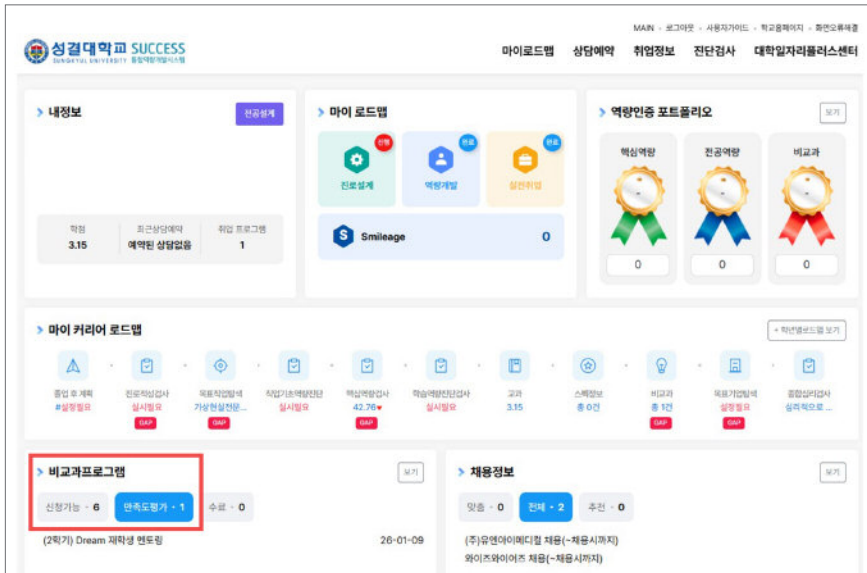 MAIN · 로그아웃 · 사용자가이드 · 학교홈페이지 · 화면오류해결
성결대학교 SUCCESS
SUNGKYUL UNIVERSITY 통합역량개발시스템
마이로드맵 상담예약 취업정보 진단검사 대학일자리플러스센터
내정보 전공설계
학점 최근상담예약 취업 프로그램
3.15 예약된 상담없음 1
마이 로드맵
진행 완료 완료
진로설계 역량개발 실전취업
S Smileage 0
역량인증 포트폴리오 보기
핵심역량 전공역량 비교과
0 0 0
마이 커리어 로드맵 + 학년별로드맵 보기
졸업 후 계획 진로적성검사 목표직업탐색 직업기초역량진단 핵심역량검사 학습역량진단검사 교과 스펙정보 비교과 목표기업탐색 종합심리검사
#설정필요 실시필요 가상현실전문... 실시필요 42.76▾ 실시필요 3.15 총 0건 총 1건 설정필요 심리적으로 ...
GAP GAP GAP GAP GAP
비교과프로그램 보기
신청가능 · 6 만족도평가 · 1 수료 · 0
(2학기) Dream 재학생 멘토링 26-01-09
채용정보 보기
맞춤 · 0 전체 · 2 추천 · 0
(주)유엔아이메디컬 채용(~채용시까지)
와이즈와이어즈 채용(~채용시까지)